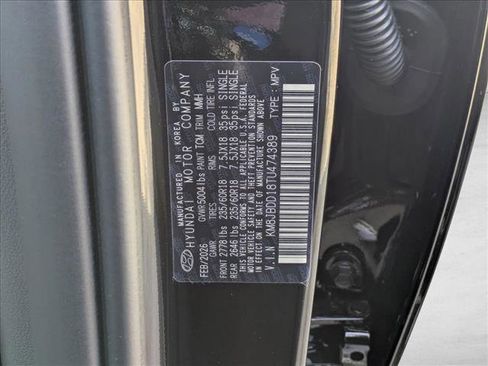 MANUFACTURED IN KOREA BY
HYUNDAI MOTOR COMPANY
FEB/2026 GVWR 5004 lbs PAINT TCM TRIM MMH
GAWR TIRES RIMS COLD TIRE INFL.
FRONT 2778 lbs 235/60R18 7.5JX18 35psi SINGLE
REAR 2646 lbs 235/60R18 7.5JX18 35psi SINGLE
THIS VEHICLE CONFORMS TO ALL APPLICABLE U.S.A. FEDERAL
MOTOR VEHICLE SAFETY AND THEFT PREVENTION STANDARDS
IN EFFECT ON THE DATE OF MANUFACTURE SHOWN ABOVE.
V.I.N KM8JBDD18TU474389 TYPE: MPV